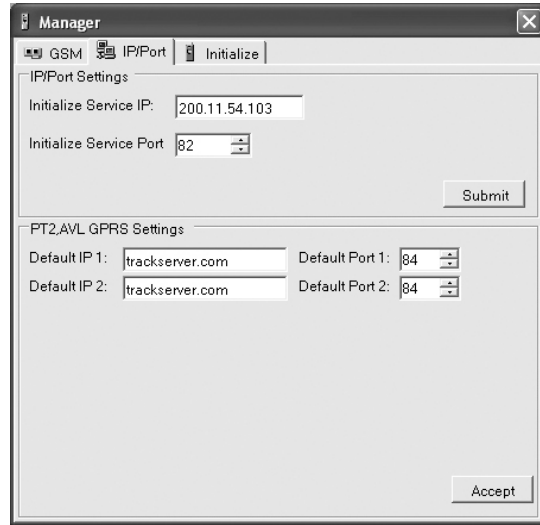 Manager
GSM IP/Port Initialize
IP/Port Settings
Initialize Service IP: 200.11.54.103
Initialize Service Port 82
Submit
PT2,AVL GPRS Settings
Default IP 1: trackserver.com Default Port 1: 84
Default IP 2: trackserver.com Default Port 2: 84
Accept